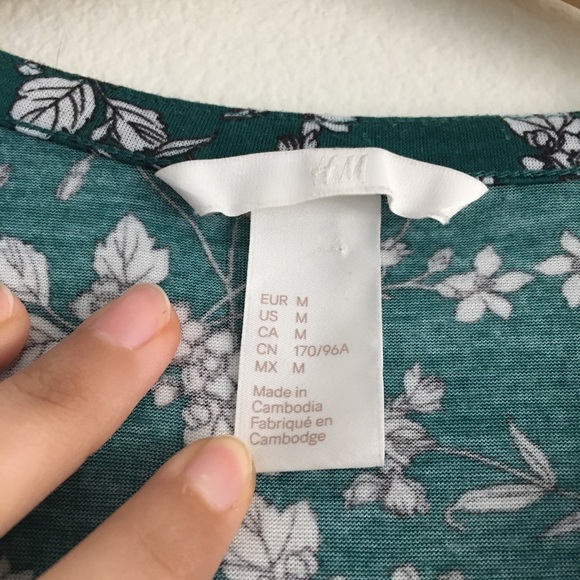 H&M
EUR M
US M
CA M
CN 170/96A
MX M
Made in
Cambodia
Fabriqué en
Cambodge